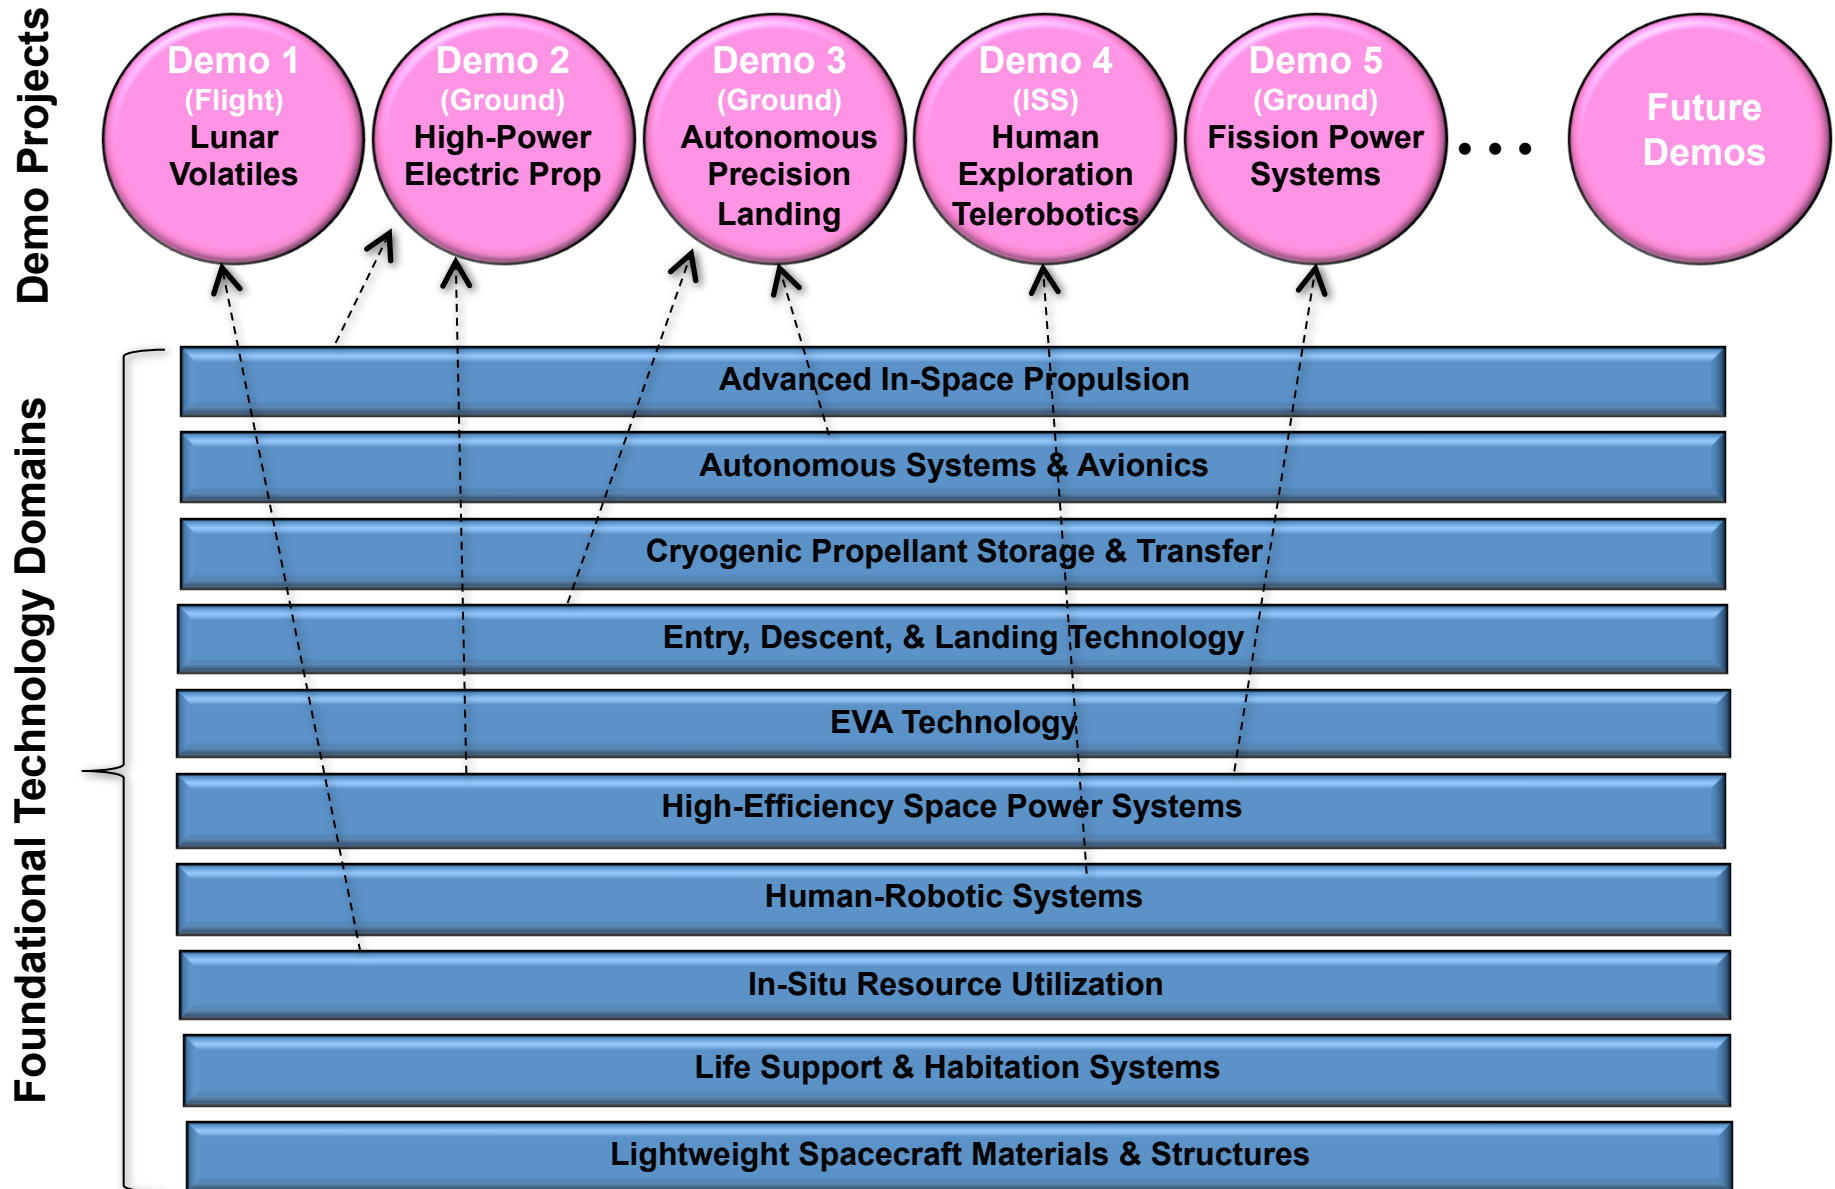 Demo Projects
Demo 1
(Flight)
Lunar
Volatiles
Demo 2
(Ground)
High-Power
Electric Prop
Demo 3
(Ground)
Autonomous
Precision
Landing
Demo 4
(ISS)
Human
Exploration
Telerobotics
Demo 5
(Ground)
Fission Power
Systems
...
Future
Demos
Foundational Technology Domains
Advanced In-Space Propulsion
Autonomous Systems & Avionics
Cryogenic Propellant Storage & Transfer
Entry, Descent, & Landing Technology
EVA Technology
High-Efficiency Space Power Systems
Human-Robotic Systems
In-Situ Resource Utilization
Life Support & Habitation Systems
Lightweight Spacecraft Materials & Structures